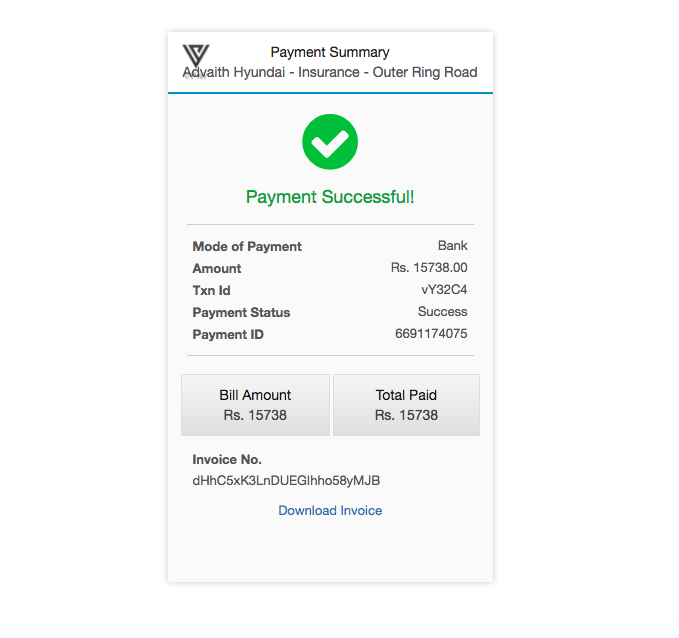 Payment Summary
Advaith Hyundai - Insurance - Outer Ring Road
Payment Successful!
Mode of Payment Bank
Amount Rs. 15738.00
Txn Id vY32C4
Payment Status Success
Payment ID 6691174075
Bill Amount Total Paid
Rs. 15738 Rs. 15738
Invoice No.
dHhC5xK3LnDUEGlhho58yMJB
Download Invoice